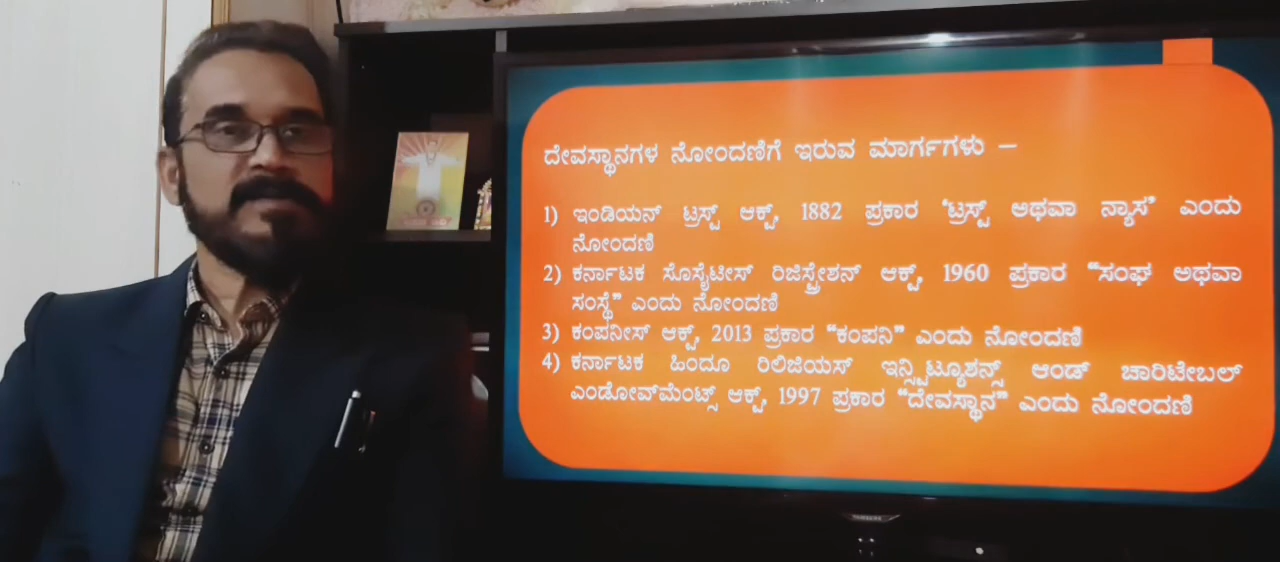 ದೇವಸ್ಥಾನಗಳ ನೋಂದಣಿಗೆ ಇರುವ ಮಾರ್ಗಗಳು –
1) ಇಂಡಿಯನ್ ಟ್ರಸ್ಟ್ ಆಕ್ಟ್, 1882 ಪ್ರಕಾರ ‘ಟ್ರಸ್ಟ್ ಅಥವಾ ನ್ಯಾಸ’ ಎಂದು
ನೋಂದಣಿ
2) ಕರ್ನಾಟಕ ಸೊಸೈಟೀಸ್ ರಿಜಿಸ್ಟ್ರೇಶನ್ ಆಕ್ಟ್, 1960 ಪ್ರಕಾರ “ಸಂಘ ಅಥವಾ
ಸಂಸ್ಥೆ” ಎಂದು ನೋಂದಣಿ
3) ಕಂಪನೀಸ್ ಆಕ್ಟ್, 2013 ಪ್ರಕಾರ “ಕಂಪನಿ” ಎಂದು ನೋಂದಣಿ
4) ಕರ್ನಾಟಕ ಹಿಂದೂ ರಿಲಿಜಿಯಸ್ ಇನ್ಸ್ಟಿಟ್ಯೂಶನ್ಸ್ ಆಂಡ್ ಚಾರಿಟೇಬಲ್
ಎಂಡೋವ್‌ಮೆಂಟ್ಸ್ ಆಕ್ಟ್, 1997 ಪ್ರಕಾರ “ದೇವಸ್ಥಾನ” ಎಂದು ನೋಂದಣಿ